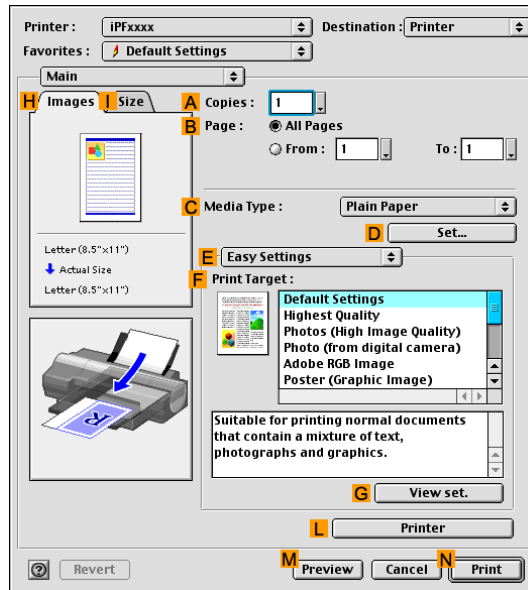 Printer : iPFxxxx Destination : Printer
Favorites : Default Settings
Main
H Images I Size
A Copies : 1
B Page : All Pages
From : 1 To : 1
C Media Type : Plain Paper
D Set...
E Easy Settings
F Print Target :
Default Settings
Highest Quality
Photos (High Image Quality)
Photo (from digital camera)
Adobe RGB Image
Poster (Graphic Image)
Letter (8.5"x11")
Actual Size
Letter (8.5"x11")
R
Suitable for printing normal documents
that contain a mixture of text,
photographs and graphics.
G View set.
L Printer
? Revert M Preview Cancel N Print